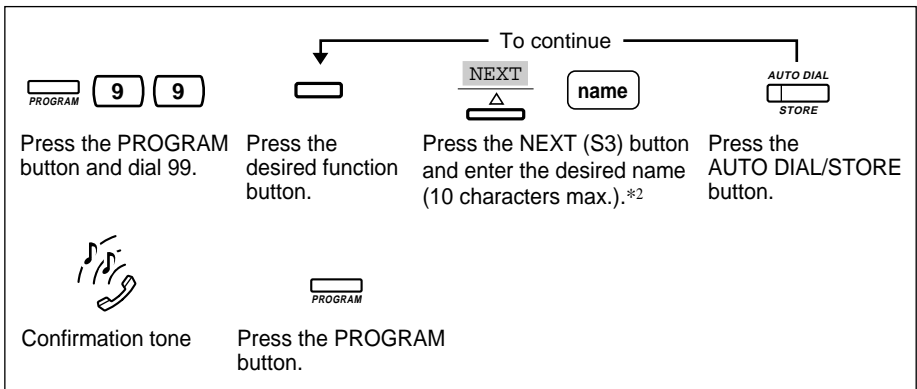 To continue
PROGRAM 9 9
NEXT
name
AUTO DIAL
STORE
Press the PROGRAM
button and dial 99.
Press the
desired function
button.
Press the NEXT (S3) button
and enter the desired name
(10 characters max.).*2
Press the
AUTO DIAL/STORE
button.
Confirmation tone
PROGRAM
Press the PROGRAM
button.